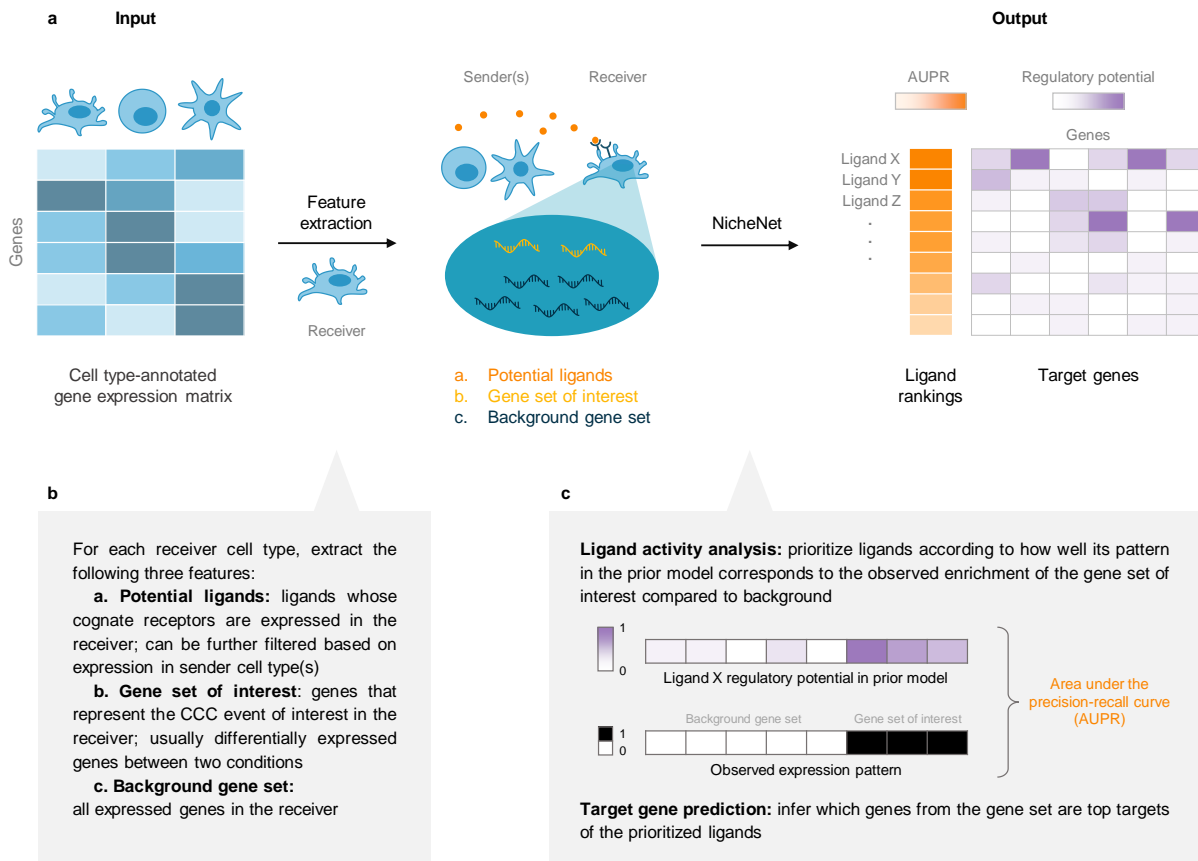 a
Input
Output
Sender(s)
Receiver
AUPR
Regulatory potential
Genes
Ligand X
Ligand Y
Ligand Z
.
.
.
Genes
Feature
extraction
Receiver
NicheNet
Cell type-annotated
gene expression matrix
a. Potential ligands
b. Gene set of interest
c. Background gene set
Ligand
rankings
Target genes
b
For each receiver cell type, extract the
following three features:
a. Potential ligands: ligands whose
cognate receptors are expressed in the
receiver; can be further filtered based on
expression in sender cell type(s)
b. Gene set of interest: genes that
represent the CCC event of interest in the
receiver; usually differentially expressed
genes between two conditions
c. Background gene set:
all expressed genes in the receiver
c
Ligand activity analysis: prioritize ligands according to how well its pattern
in the prior model corresponds to the observed enrichment of the gene set of
interest compared to background
1
0
Ligand X regulatory potential in prior model
Background gene set
Gene set of interest
1
0
Observed expression pattern
Area under the
precision-recall curve
(AUPR)
Target gene prediction: infer which genes from the gene set are top targets
of the prioritized ligands